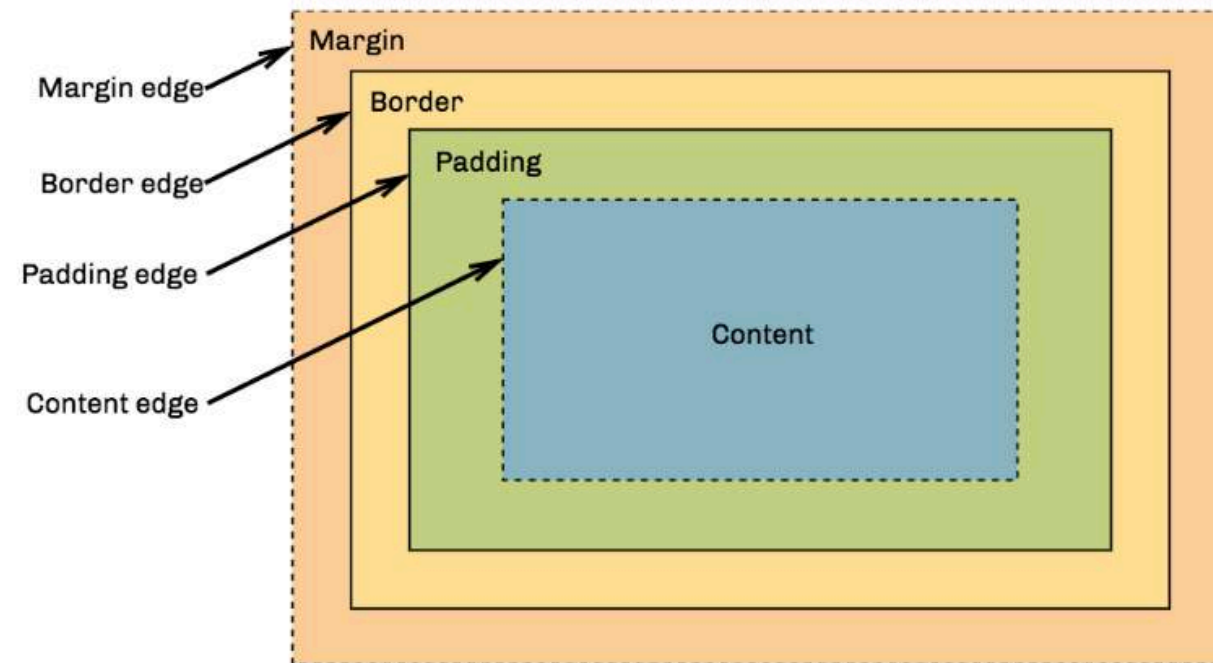 Margin
Margin edge
Border
Border edge
Padding
Padding edge
Content
Content edge